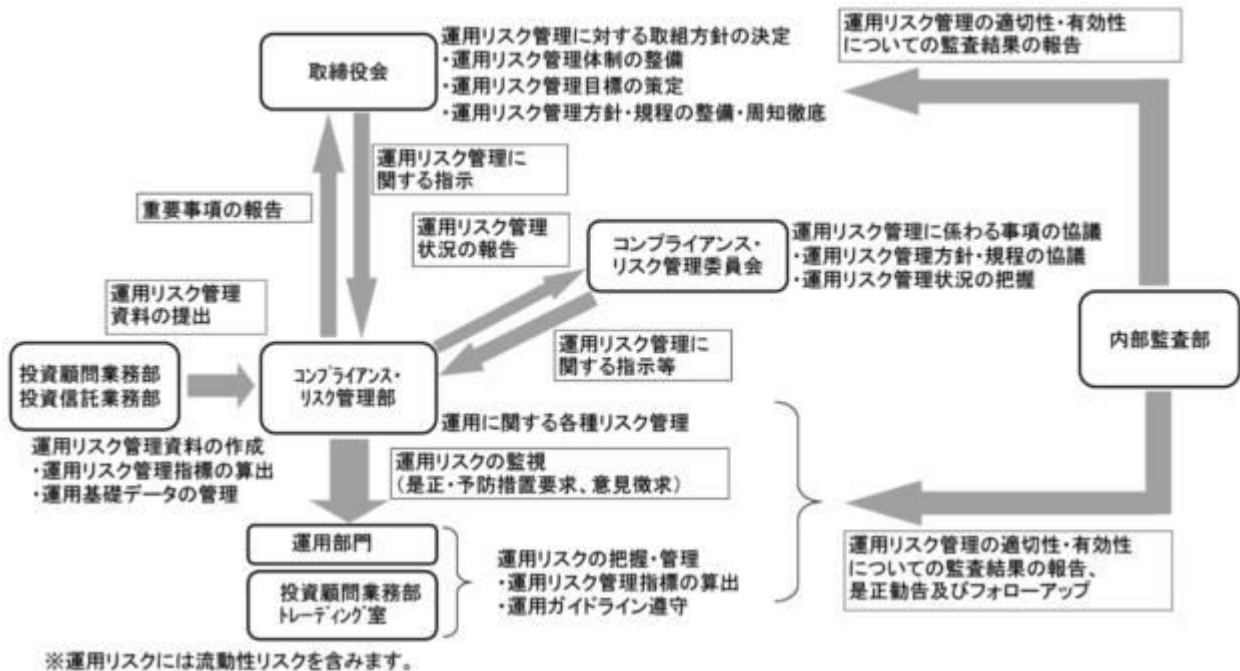 取締役会
運用リスク管理に対する取組方針の決定
・運用リスク管理体制の整備
・運用リスク管理目標の策定
・運用リスク管理方針・規程の整備・周知徹底
運用リスク管理の適切性・有効性
についての監査結果の報告
重要事項の報告
運用リスク管理に
関する指示
運用リスク管理
状況の報告
コンプライアンス・
リスク管理委員会
運用リスク管理に係わる事項の協議
・運用リスク管理方針・規程の協議
・運用リスク管理状況の把握
運用リスク管理
資料の提出
運用リスク管理に
関する指示等
内部監査部
投資顧問業務部
投資信託業務部
コンプライアンス・
リスク管理部
運用に関する各種リスク管理
運用リスク管理資料の作成
・運用リスク管理指標の算出
・運用基礎データの管理
運用リスクの監視
(是正・予防措置要求、意見徴求)
運用部門
投資顧問業務部
トレーディング室
運用リスクの把握・管理
・運用リスク管理指標の算出
・運用ガイドライン遵守
運用リスク管理の適切性・有効性
についての監査結果の報告、
是正勧告及びフォローアップ
※運用リスクには流動性リスクを含みます。